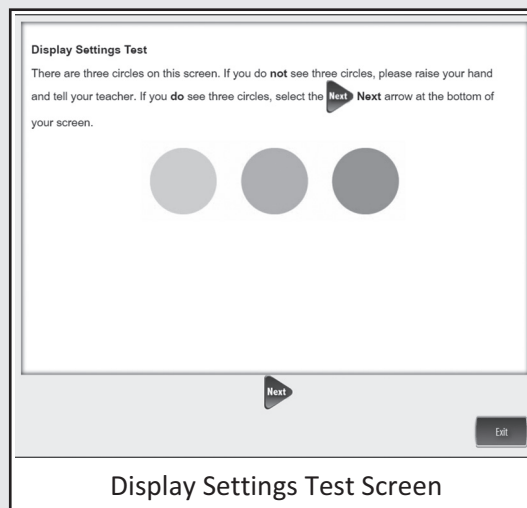 Display Settings Test
There are three circles on this screen. If you do not see three circles, please raise your hand
and tell your teacher. If you do see three circles, select the Next Next arrow at the bottom of
your screen.
Next
Exit
Display Settings Test Screen